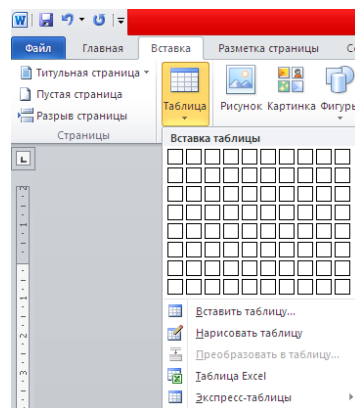 Файл Главная Вставка Разметка страницы
Титульная страница
Пустая страница
Разрыв страницы
Страницы
Таблица Рисунок Картинка Фигуры
Вставка таблицы
Вставить таблицу...
Нарисовать таблицу
Преобразовать в таблицу...
Таблица Excel
Экспресс-таблицы